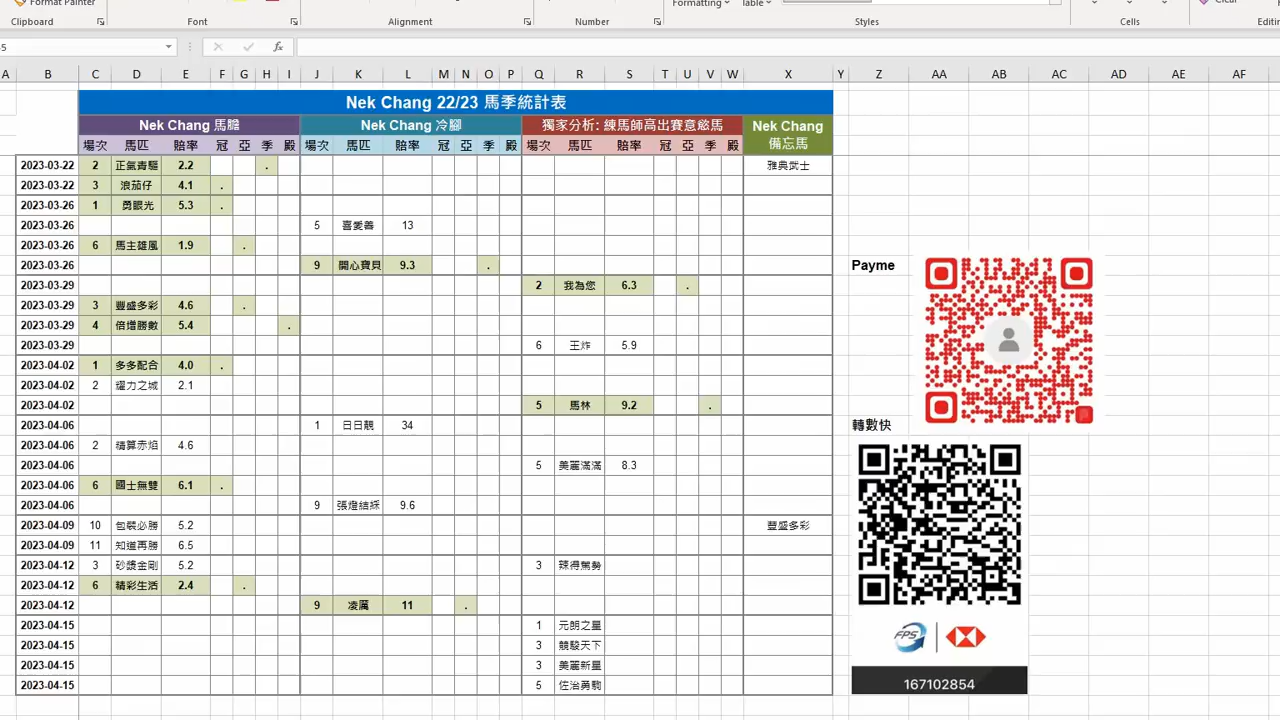 Format Painter
Formatting
Table
Clear
Clipboard
Font
Alignment
Number
Styles
Cells
Editin
5
fx
A B C D E F G H I J K L M N O P Q R S T U V W X Y Z AA AB AC AD AE AF
Nek Chang 22/23 馬季統計表
Nek Chang 馬膽
Nek Chang 冷腳
獨家分析: 練馬師高出賽意慾馬
Nek Chang
備忘馬
場次 馬匹 賠率 冠 亞 季 殿 場次 馬匹 賠率 冠 亞 季 殿 場次 馬匹 賠率 冠 亞 季 殿
2023-03-22 2 正氣青驅 2.2 . 雅典武士
2023-03-22 3 浪茄仔 4.1 .
2023-03-26 1 勇眼光 5.3 .
2023-03-26 5 喜愛善 13
2023-03-26 6 馬主雄風 1.9 .
2023-03-26 9 開心寶貝 9.3 .
Payme
2023-03-29 2 我為您 6.3 .
2023-03-29 3 豐盛多彩 4.6 .
2023-03-29 4 倍增勝數 5.4 .
2023-03-29 6 王炸 5.9
2023-04-02 1 多多配合 4.0 .
2023-04-02 2 權力之城 2.1
2023-04-02 5 馬林 9.2 .
2023-04-06 1 日日靚 34
轉數快
2023-04-06 2 精算赤焰 4.6
2023-04-06 5 美麗滿滿 8.3
2023-04-06 6 國士無雙 6.1 .
2023-04-06 9 張燈結綵 9.6
2023-04-09 10 包裝必勝 5.2 豐盛多彩
2023-04-09 11 知道再勝 6.5
2023-04-12 3 砂漿金剛 5.2 3 辣得駕勢
2023-04-12 6 精彩生活 2.4 .
2023-04-12 9 凌厲 11 .
2023-04-15 1 元朗之星
2023-04-15 3 競駿天下
2023-04-15 3 美麗新星
2023-04-15 5 佐治勇駒
FPS
167102854